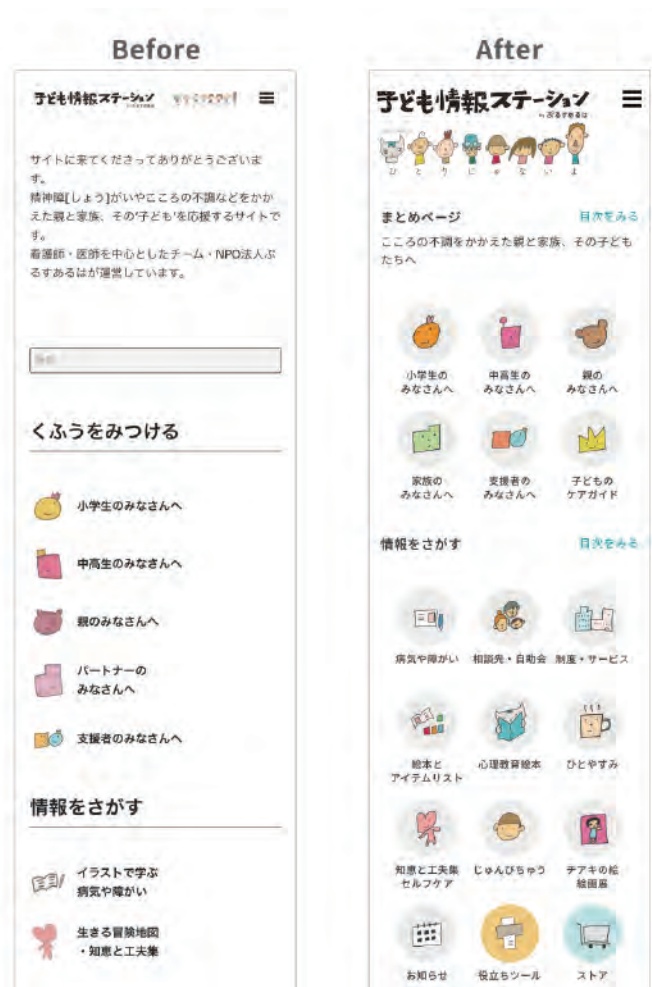 Before
子ども情報ステーション
サイトに来てくださってありがとうございま
す。
精神障[しょう]がいやこころの不調などをかか
えた親と家族、その'子ども'を応援するサイトで
す。
看護師・医師を中心としたチーム・NPO法人ぷ
るすあるはが運営しています。
くふうをみつける
小学生のみなさんへ
中高生のみなさんへ
親のみなさんへ
パートナーの
みなさんへ
支援者のみなさんへ
情報をさがす
イラストで学ぶ
病気や障がい
生きる冒険地図
・知恵と工夫集
After
子ども情報ステーション
by ぷるすあるは
ひとりじゃないよ
まとめページ
目次をみる
こころの不調をかかえた親と家族、その子ども
たちへ
小学生の
みなさんへ
中高生の
みなさんへ
親の
みなさんへ
家族の
みなさんへ
支援者の
みなさんへ
子どもの
ケアガイド
情報をさがす
目次をみる
病気や障がい
相談先・自助会
制度・サービス
絵本と
アイテムリスト
心理教育絵本
ひとやすみ
知恵と工夫集
セルフケア
じゅんびちゅう
チアキの絵
絵画展
お知らせ
役立ちツール
ストア